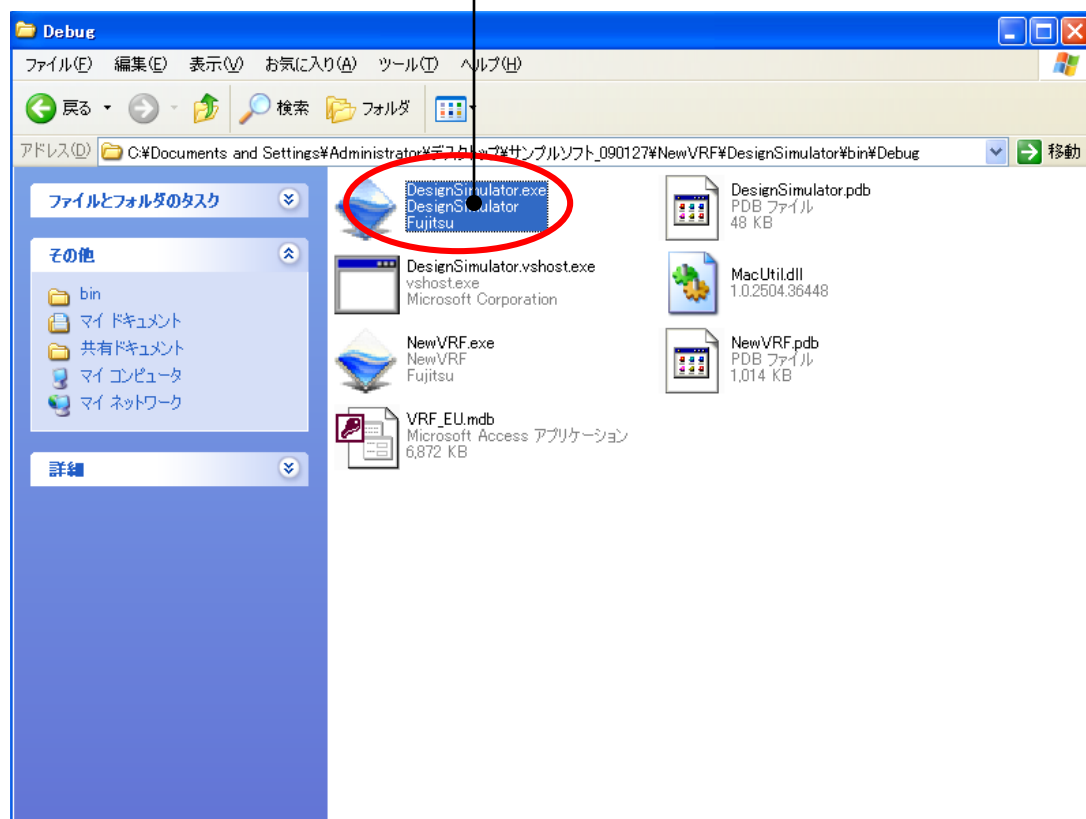 Debug
ファイル(F) 編集(E) 表示(V) お気に入り(A) ツール(T) ヘルプ(H)
戻る 検索 フォルダ
アドレス(D) C:¥Documents and Settings¥Administrator¥デスクトップ¥サンプルソフト_090127¥NewVRF¥DesignSimulator¥bin¥Debug 移動
ファイルとフォルダのタスク
その他
bin
マイ ドキュメント
共有ドキュメント
マイ コンピュータ
マイ ネットワーク
詳細
DesignSimulator.exe
DesignSimulator
Fujitsu
DesignSimulator.pdb
PDB ファイル
48 KB
DesignSimulator.vshost.exe
vshost.exe
Microsoft Corporation
MacUtil.dll
1.0.2504.36448
NewVRF.exe
NewVRF
Fujitsu
NewVRF.pdb
PDB ファイル
1,014 KB
VRF_EU.mdb
Microsoft Access アプリケーション
6,872 KB